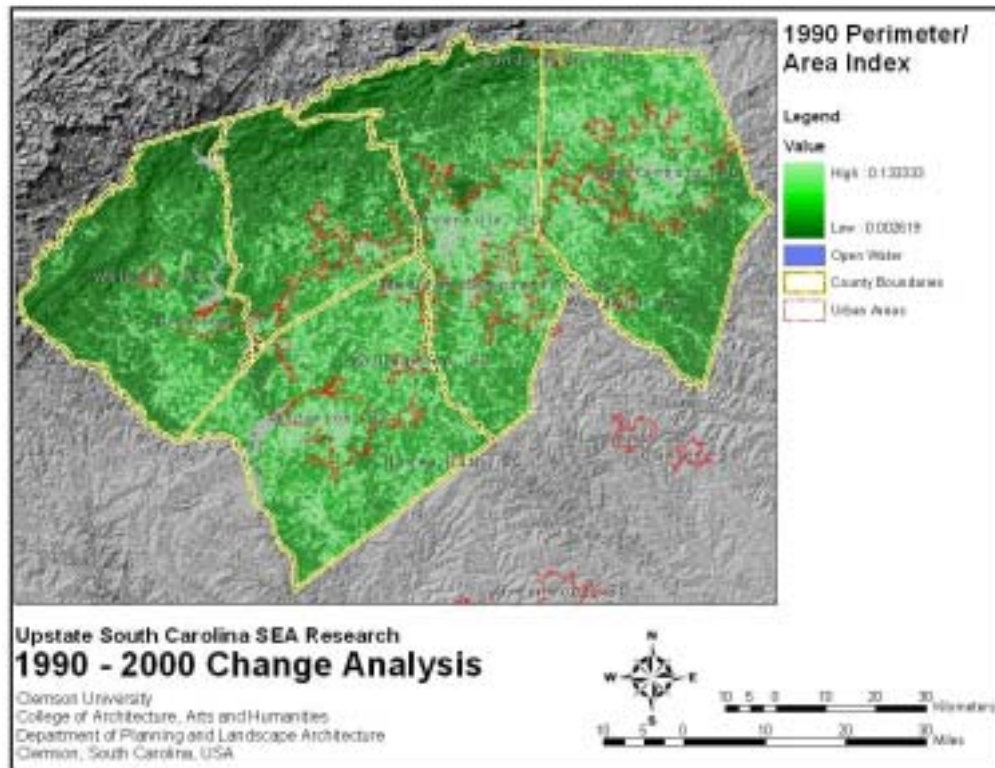 1990 Perimeter/
Area Index
Legend
Value
High : 0.133333
Low : 0.002619
Open Water
County Boundaries
Urban Areas
Upstate South Carolina SEA Research
1990 - 2000 Change Analysis
Clemson University
College of Architecture, Arts and Humanities
Department of Planning and Landscape Architecture
Clemson, South Carolina, USA
N
W E
S
10 5 0 10 20 30
Kilometers
10 5 0 10 20 30
Miles